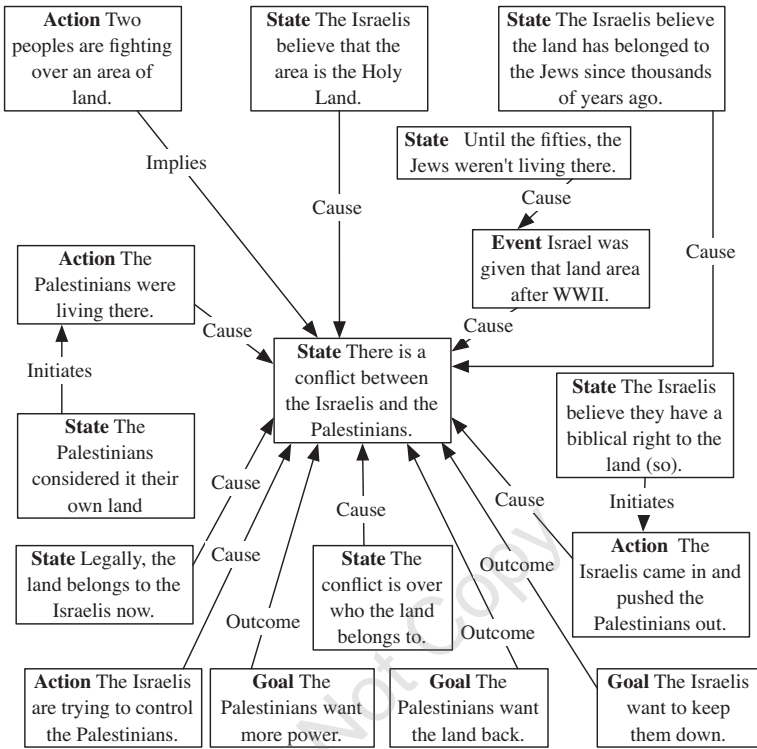 Action Two
peoples are fighting
over an area of
land.
State The Israelis
believe that the
area is the Holy
Land.
State The Israelis believe
the land has belonged to
the Jews since thousands
of years ago.
Implies
Cause
State Until the fifties, the
Jews weren't living there.
Cause
Event Israel was
given that land area
after WWII.
Cause
Cause
Action The
Palestinians were
living there.
Cause
Initiates
State The
Palestinians
considered it their
own land
State There is a
conflict between
the Israelis and the
Palestinians.
State The Israelis
believe they have a
biblical right to the
land (so).
Initiates
Cause
Action The
Israelis came in and
pushed the
Palestinians out.
State Legally, the
land belongs to the
Israelis now.
Cause
Cause
Cause
State The
conflict is over
who the land
belongs to.
Outcome
Outcome
Outcome
Action The Israelis
are trying to control
the Palestinians.
Goal The
Palestinians want
more power.
Goal The
Palestinians want
the land back.
Goal The Israelis
want to keep
them down.
Not Copy